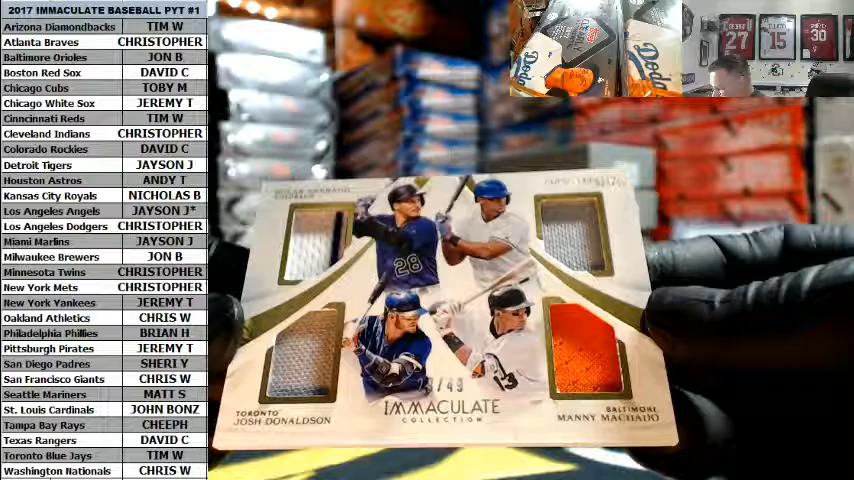 2017 IMMACULATE BASEBALL PYT #1
Arizona Diamondbacks TIM W
Atlanta Braves CHRISTOPHER
Baltimore Orioles JON B
Boston Red Sox DAVID C
Chicago Cubs TOBY M
Chicago White Sox JEREMY T
Cinncinati Reds TIM W
Cleveland Indians CHRISTOPHER
Colorado Rockies DAVID C
Detroit Tigers JAYSON J
Houston Astros ANDY T
Kansas City Royals NICHOLAS B
Los Angeles Angels JAYSON J*
Los Angeles Dodgers CHRISTOPHER
Miami Marlins JAYSON J
Milwaukee Brewers JON B
Minnesota Twins CHRISTOPHER
New York Mets CHRISTOPHER
New York Yankees JEREMY T
Oakland Athletics CHRIS W
Philadelphia Phillies BRIAN H
Pittsburgh Pirates JEREMY T
San Diego Padres SHERI Y
San Francisco Giants CHRIS W
Seattle Mariners MATT S
St. Louis Cardinals JOHN BONZ
Tampa Bay Rays CHEEPH
Texas Rangers DAVID C
Toronto Blue Jays TIM W
Washington Nationals CHRIS W
27
15
30
28
13
/49
IMMACULATE
COLLECTION
TORONTO
JOSH DONALDSON
BALTIMORE
MANNY MACHADO